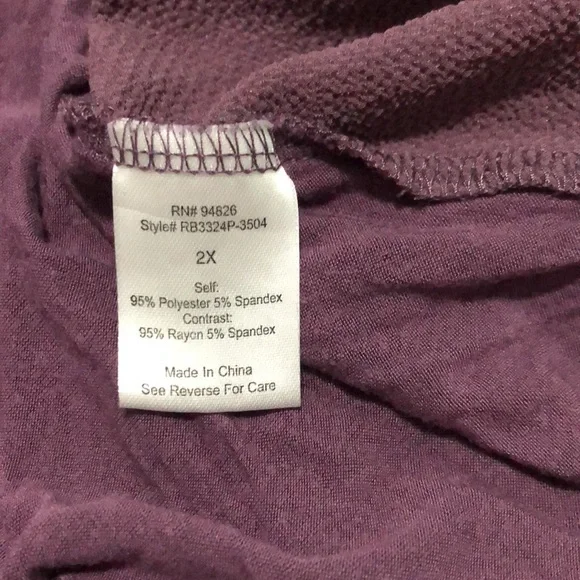 RN# 94826
Style# RB3324P-3504
2X
Self:
95% Polyester 5% Spandex
Contrast:
95% Rayon 5% Spandex
Made In China
See Reverse For Care